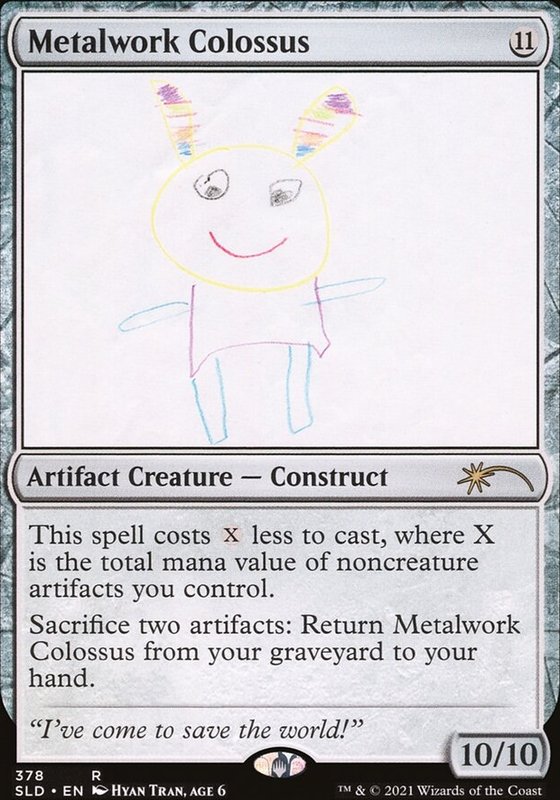 Metalwork Colossus 11
Artifact Creature — Construct
This spell costs X less to cast, where X
is the total mana value of noncreature
artifacts you control.
Sacrifice two artifacts: Return Metalwork
Colossus from your graveyard to your
hand.
“I’ve come to save the world!”
10/10
378 R
SLD • EN HYAN TRAN, AGE 6
™ & © 2021 Wizards of the Coast